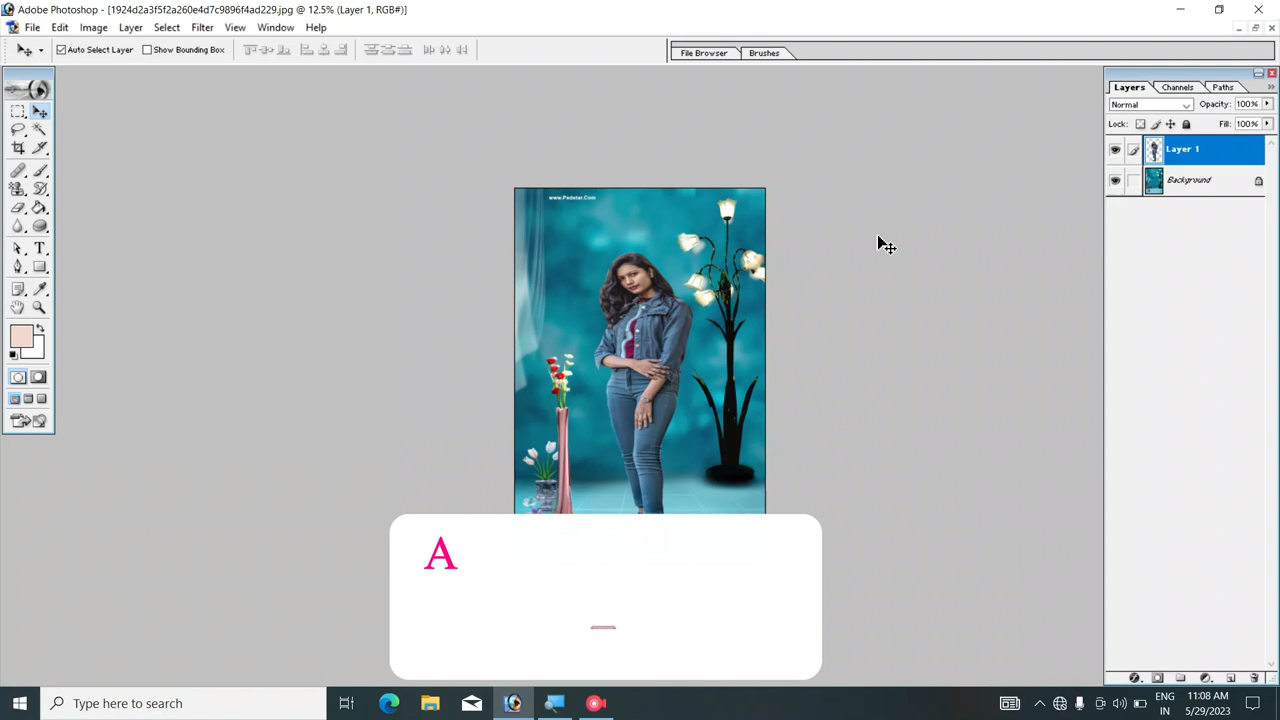 Adobe Photoshop - [1924d2a3f5f2a260e4d7c9896f4ad229.jpg @ 12.5% (Layer 1, RGB#)]
File Edit Image Layer Select Filter View Window Help
Auto Select Layer Show Bounding Box
File Browser Brushes
Layers Channels Paths
Normal Opacity: 100%
Lock: Fill: 100%
Layer 1
Background
www.Pedstar.Com
A
Type here to search
ENG
IN
11:08 AM
5/29/2023